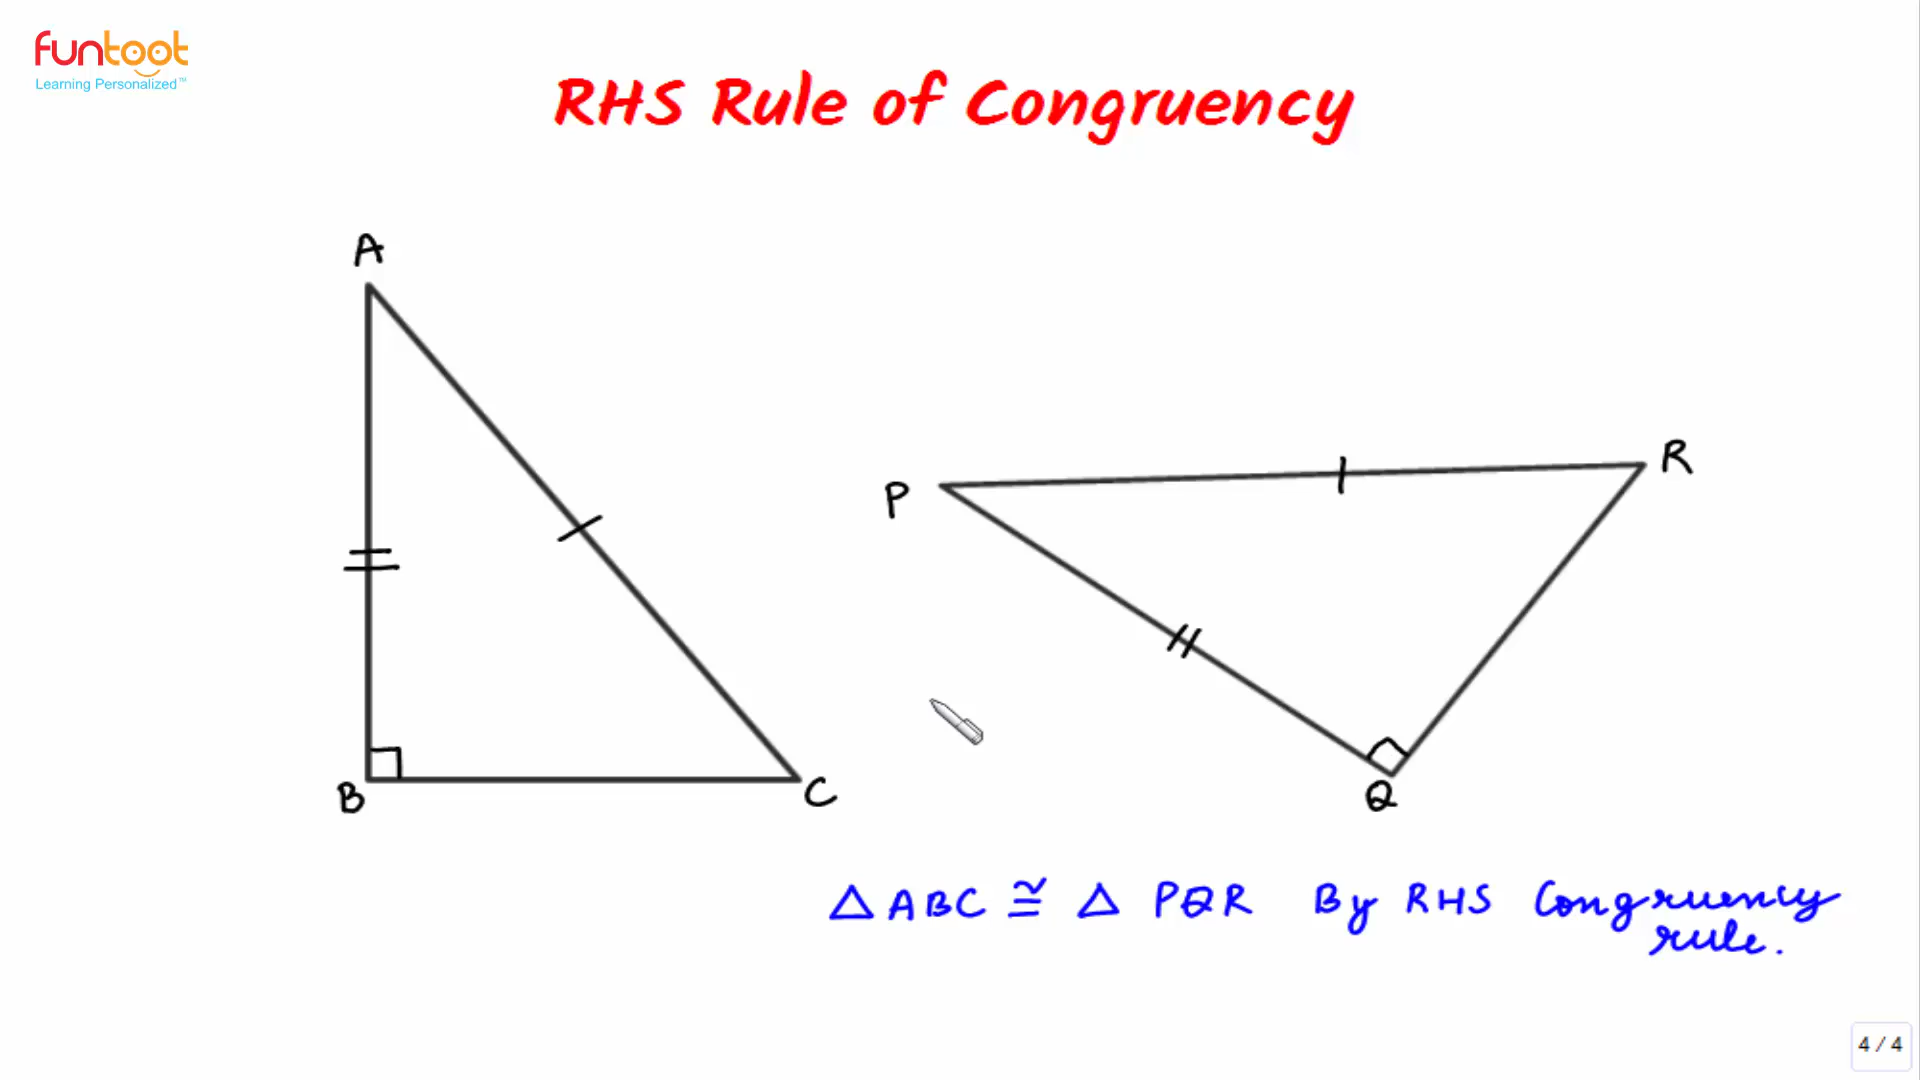 funtoot
Learning Personalized™
RHS Rule of Congruency
A
P
R
B
C
Q
△ ABC ≅ △ PQR By RHS Congruency
rule.
4 / 4